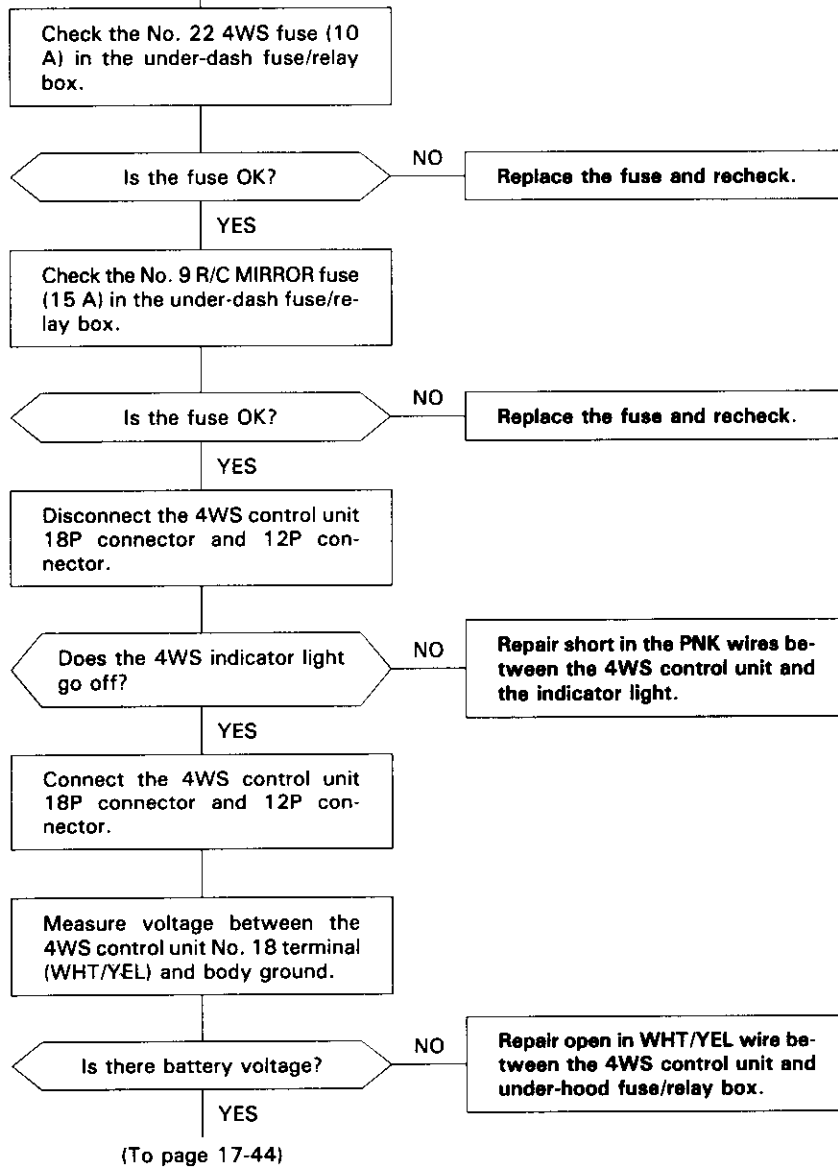 Check the No. 22 4WS fuse (10
A) in the under-dash fuse/relay
box.
Is the fuse OK?
NO
Replace the fuse and recheck.
YES
Check the No. 9 R/C MIRROR fuse
(15 A) in the under-dash fuse/re-
lay box.
Is the fuse OK?
NO
Replace the fuse and recheck.
YES
Disconnect the 4WS control unit
18P connector and 12P con-
nector.
Does the 4WS indicator light
go off?
NO
Repair short in the PNK wires be-
tween the 4WS control unit and
the indicator light.
YES
Connect the 4WS control unit
18P connector and 12P con-
nector.
Measure voltage between the
4WS control unit No. 18 terminal
(WHT/YEL) and body ground.
Is there battery voltage?
NO
Repair open in WHT/YEL wire be-
tween the 4WS control unit and
under-hood fuse/relay box.
YES
(To page 17-44)